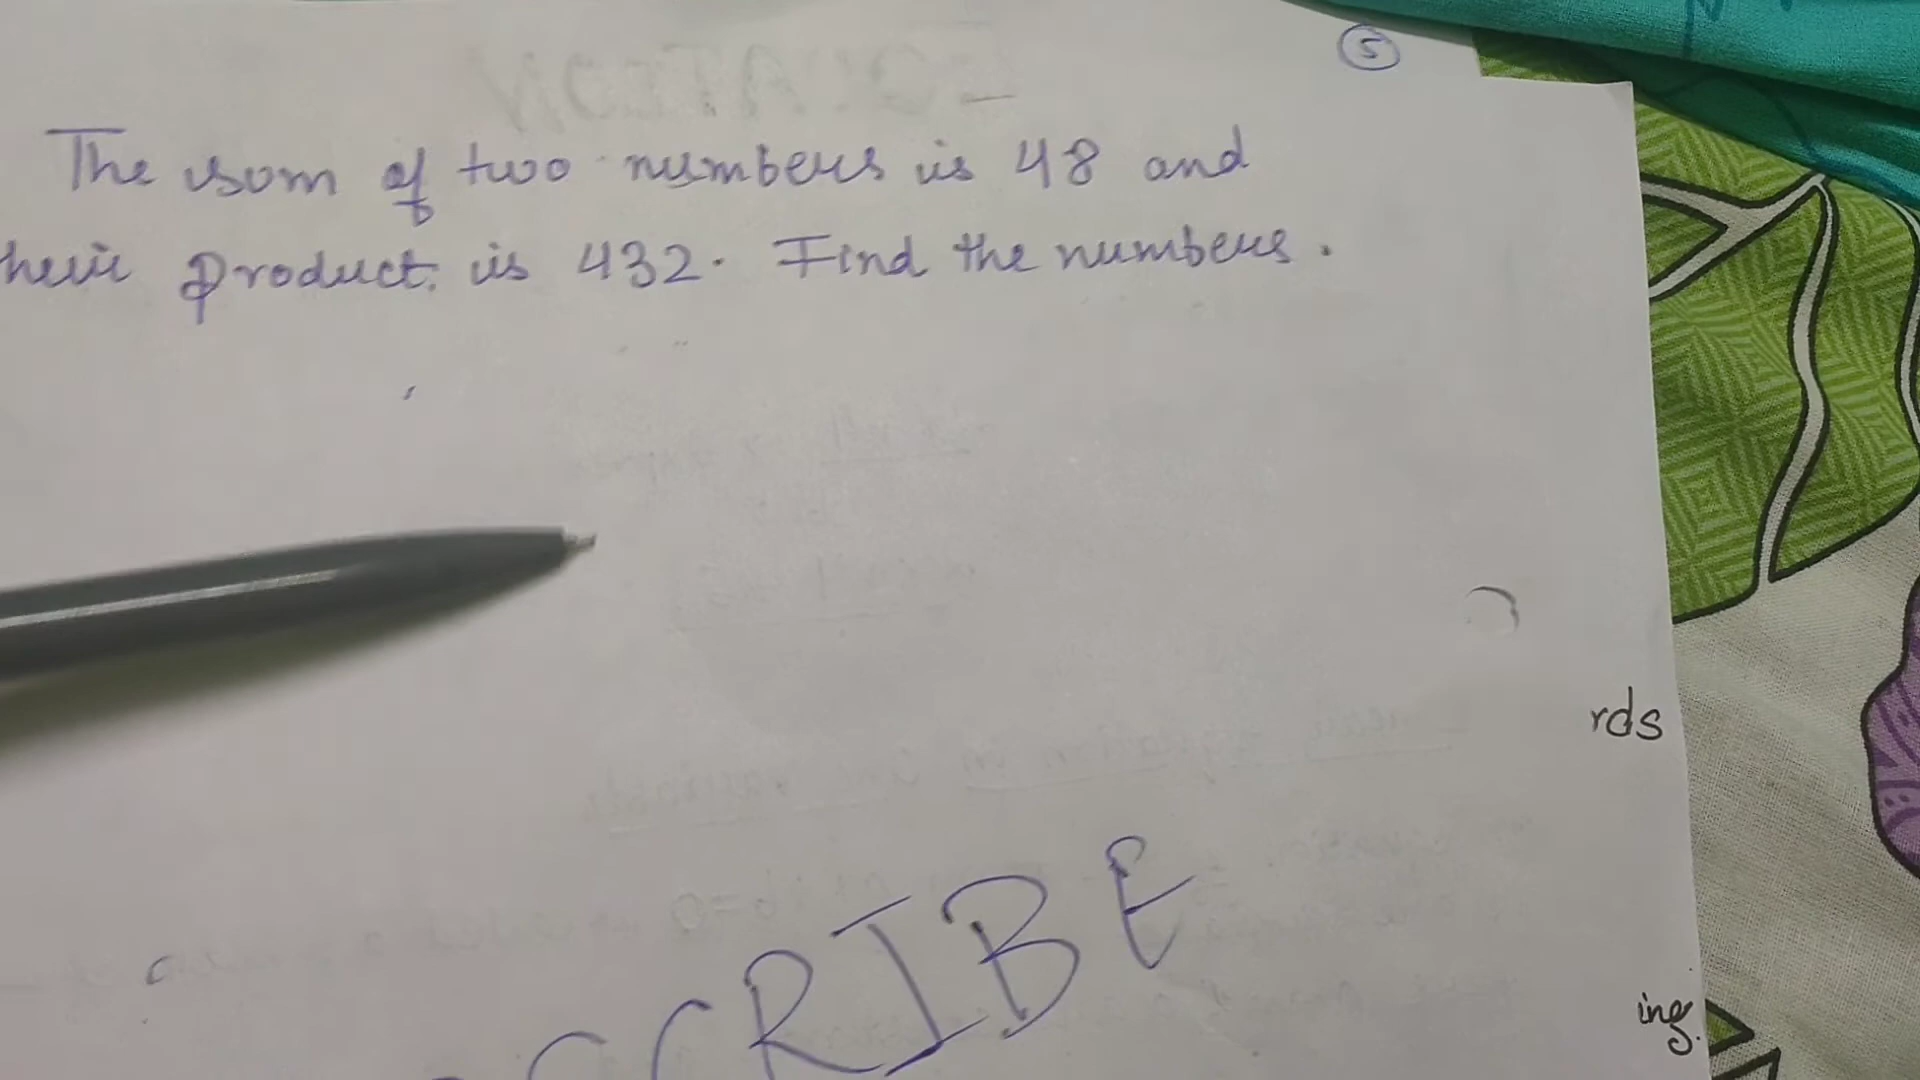 5
The sum of two numbers is 48 and
their product is 432. Find the numbers.
rds
CRIBE
ing.